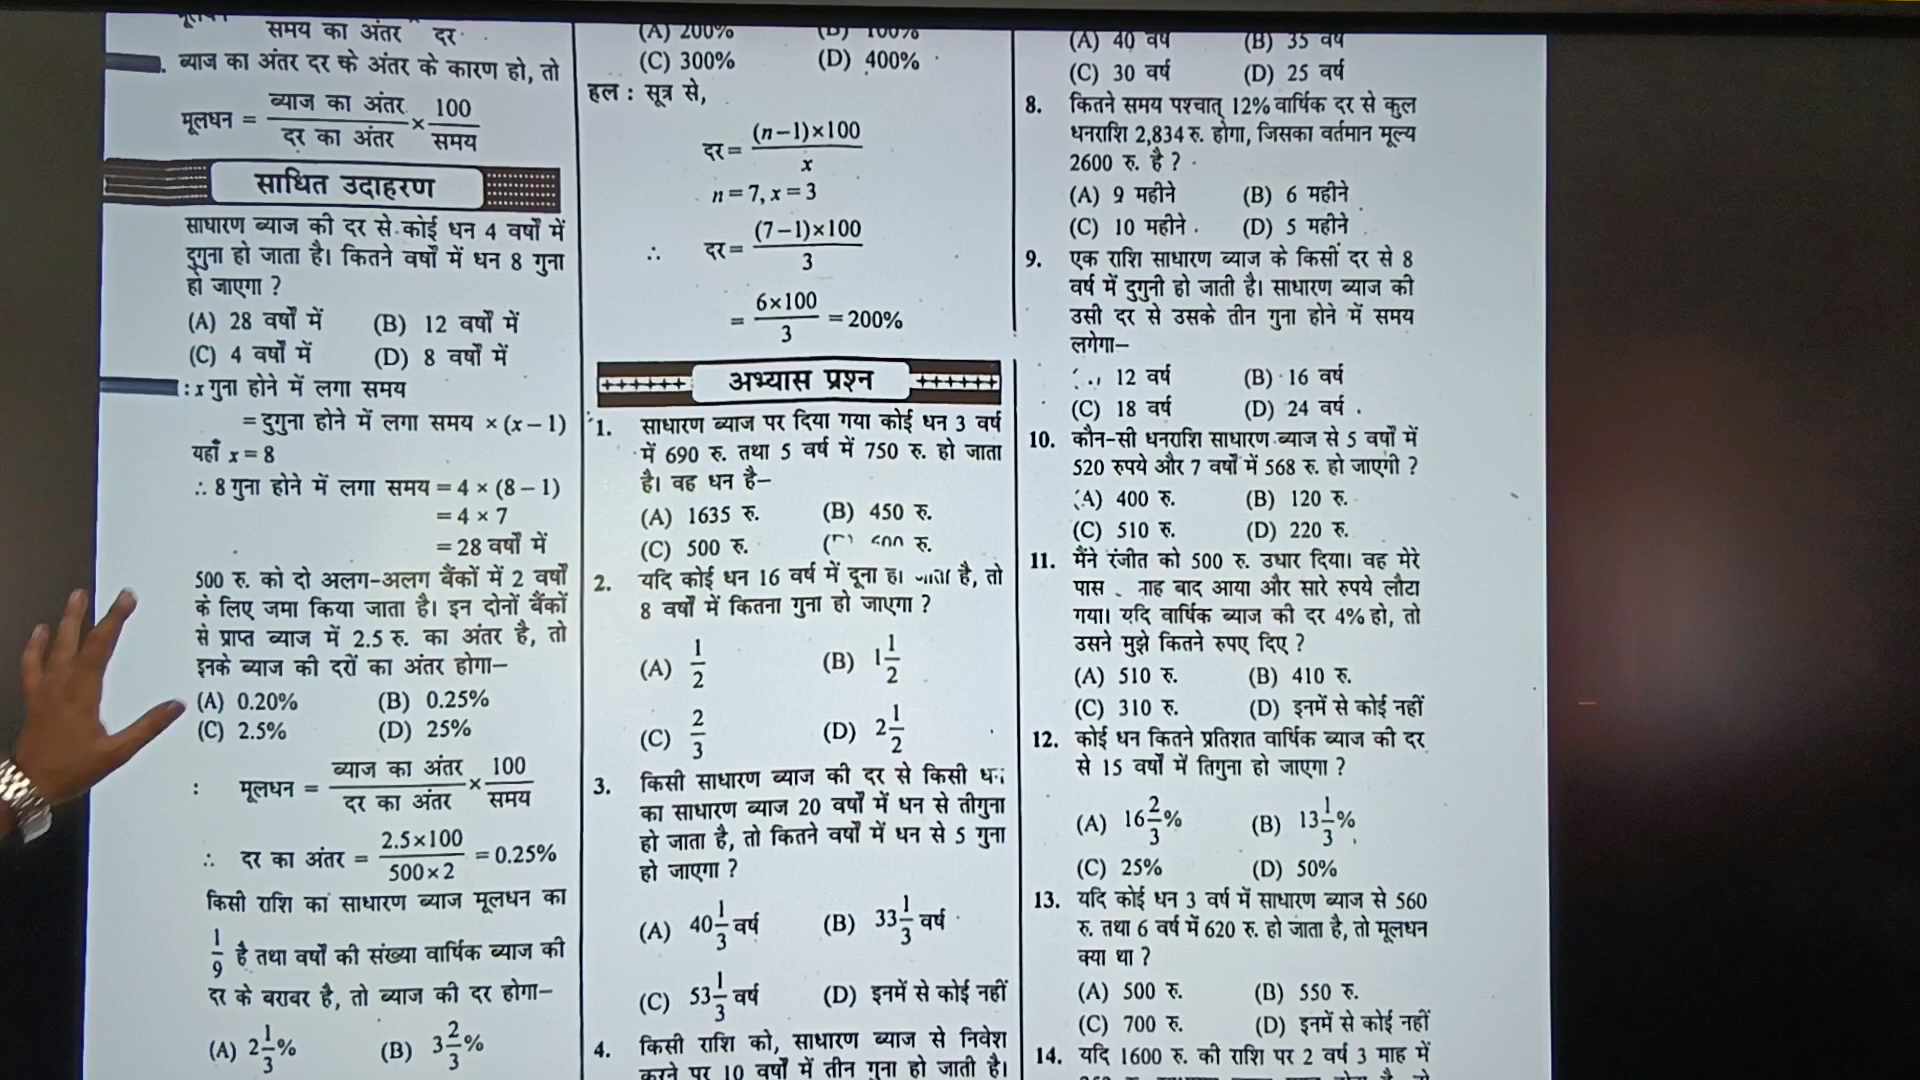 समय का अंतर दर
ब्याज का अंतर दर के अंतर के कारण हो, तो
मूलधन = ब्याज का अंतर / दर का अंतर × 100 / समय
साधित उदाहरण
साधारण ब्याज की दर से कोई धन 4 वर्षों में
दुगुना हो जाता है। कितने वर्षों में धन 8 गुना
हो जाएगा ?
(A) 28 वर्षों में (B) 12 वर्षों में
(C) 4 वर्षों में (D) 8 वर्षों में
: x गुना होने में लगा समय
= दुगुना होने में लगा समय × (x – 1)
यहाँ x = 8
∴ 8 गुना होने में लगा समय = 4 × (8 – 1)
= 4 × 7
= 28 वर्षों में
500 रु. को दो अलग-अलग बैंकों में 2 वर्षों
के लिए जमा किया जाता है। इन दोनों बैंकों
से प्राप्त ब्याज में 2.5 रु. का अंतर है, तो
इनके ब्याज की दरों का अंतर होगा–
(A) 0.20% (B) 0.25%
(C) 2.5% (D) 25%
: मूलधन = ब्याज का अंतर / दर का अंतर × 100 / समय
∴ दर का अंतर = 2.5×100 / 500×2 = 0.25%
किसी राशि का साधारण ब्याज मूलधन का
1/9 है तथा वर्षों की संख्या वार्षिक ब्याज की
दर के बराबर है, तो ब्याज की दर होगा–
(A) 2 1/3 % (B) 3 2/3 %
(A) 200% (D) 100%
(C) 300% (D) 400%
हल : सूत्र से,
दर = (n–1)×100 / x
n = 7, x = 3
∴ दर = (7–1)×100 / 3
= 6×100 / 3 = 200%
अभ्यास प्रश्न
1. साधारण ब्याज पर दिया गया कोई धन 3 वर्ष
में 690 रु. तथा 5 वर्ष में 750 रु. हो जाता
है। वह धन है–
(A) 1635 रु. (B) 450 रु.
(C) 500 रु. रु.
2. यदि कोई धन 16 वर्ष में दूना है, तो
8 वर्षों में कितना गुना हो जाएगा ?
(A) 1/2 (B) 1 1/2
(C) 2/3 (D) 2 1/2
3. किसी साधारण ब्याज की दर से किसी
का साधारण ब्याज 20 वर्षों में धन से तीगुना
हो जाता है, तो कितने वर्षों में धन से 5 गुना
हो जाएगा ?
(A) 40 1/3 वर्ष (B) 33 1/3 वर्ष
(C) 53 1/3 वर्ष (D) इनमें से कोई नहीं
4. किसी राशि को, साधारण ब्याज से निवेश
करने पर 10 वर्षों में तीन गुना हो जाती है।
(A) 40 वर्ष (B) 35 वर्ष
(C) 30 वर्ष (D) 25 वर्ष
8. कितने समय पश्चात् 12% वार्षिक दर से कुल
धनराशि 2,834 रु. होगा, जिसका वर्तमान मूल्य
2600 रु. है ?
(A) 9 महीने (B) 6 महीने
(C) 10 महीने (D) 5 महीने
9. एक राशि साधारण ब्याज के किसी दर से 8
वर्ष में दुगुनी हो जाती है। साधारण ब्याज की
उसी दर से उसके तीन गुना होने में समय
लगेगा–
12 वर्ष (B) 16 वर्ष
(C) 18 वर्ष (D) 24 वर्ष
10. कौन-सी धनराशि साधारण ब्याज से 5 वर्षों में
520 रुपये और 7 वर्षों में 568 रु. हो जाएगी ?
(A) 400 रु. (B) 120 रु.
(C) 510 रु. (D) 220 रु.
11. मैंने रंजीत को 500 रु. उधार दिया। वह मेरे
पास बाद आया और सारे रुपये लौटा
गया। यदि वार्षिक ब्याज की दर 4% हो, तो
उसने मुझे कितने रुपए दिए ?
(A) 510 रु. (B) 410 रु.
(C) 310 रु. (D) इनमें से कोई नहीं
12. कोई धन कितने प्रतिशत वार्षिक ब्याज की दर
से 15 वर्षों में तिगुना हो जाएगा ?
(A) 16 2/3 % (B) 13 1/3 %
(C) 25% (D) 50%
13. यदि कोई धन 3 वर्ष में साधारण ब्याज से 560
रु. तथा 6 वर्ष में 620 रु. हो जाता है, तो मूलधन
क्या था ?
(A) 500 रु. (B) 550 रु.
(C) 700 रु. (D) इनमें से कोई नहीं
14. यदि 1600 रु. की राशि पर 2 वर्ष 3 माह में